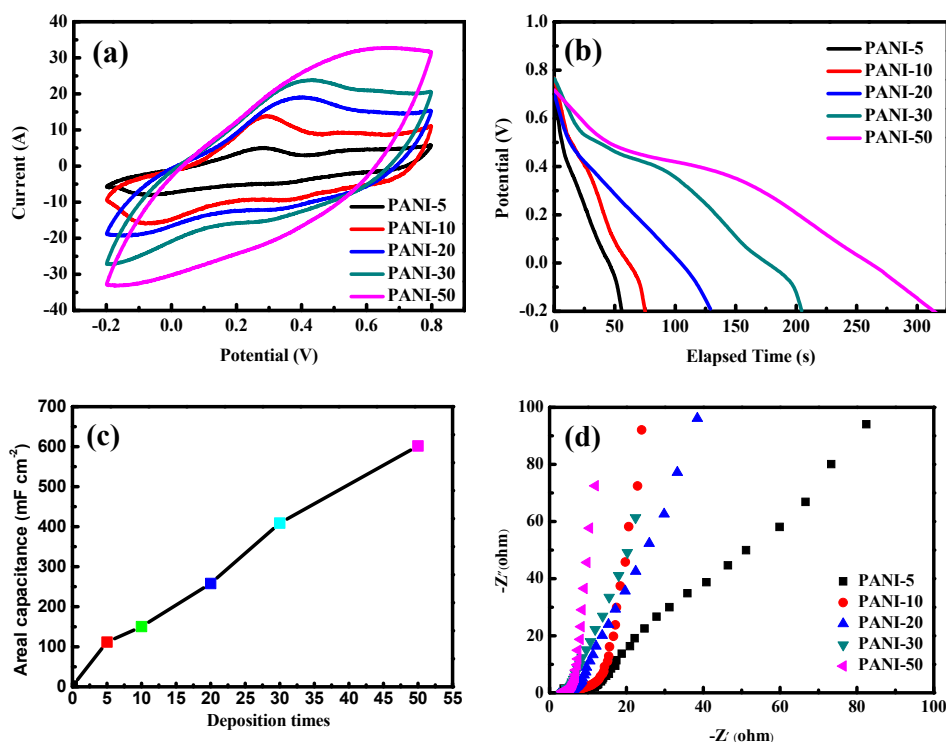 (a)
Current (A)
40
30
20
10
0
-10
-20
-30
-40
PANI-5
PANI-10
PANI-20
PANI-30
PANI-50
-0.2 0.0 0.2 0.4 0.6 0.8
Potential (V)
(b)
Potential (V)
1.0
0.8
0.6
0.4
0.2
0.0
-0.2
PANI-5
PANI-10
PANI-20
PANI-30
PANI-50
0 50 100 150 200 250 300
Elapsed Time (s)
(c)
Areal capacitance (mF cm-2)
700
600
500
400
300
200
100
0
0 5 10 15 20 25 30 35 40 45 50 55
Deposition times
(d)
-Z''(ohm)
100
80
60
40
20
0
PANI-5
PANI-10
PANI-20
PANI-30
PANI-50
0 20 40 60 80 100
-Z' (ohm)